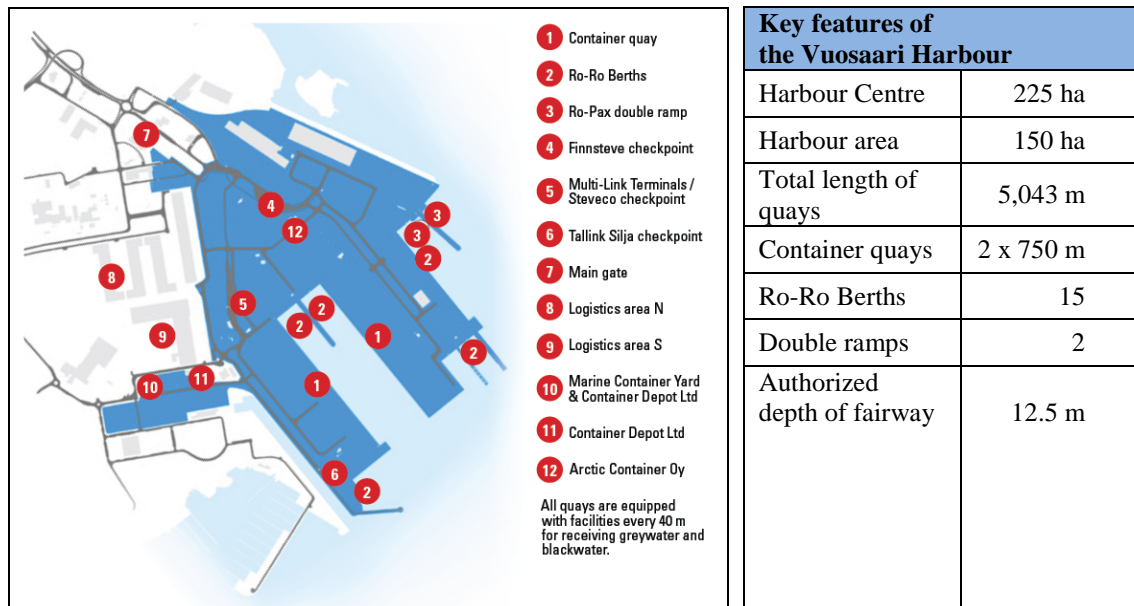 1 Container quay
2 Ro-Ro Berths
3 Ro-Pax double ramp
4 Finnsteve checkpoint
5 Multi-Link Terminals /
Steveco checkpoint
6 Tallink Silja checkpoint
7 Main gate
8 Logistics area N
9 Logistics area S
10 Marine Container Yard
& Container Depot Ltd
11 Container Depot Ltd
12 Arctic Container Oy
All quays are equipped
with facilities every 40 m
for receiving greywater and
blackwater.
7
4
12
3
3
2
8
5
2
2
1
9
2
10
11
1
6
2
Key features of
the Vuosaari Harbour
Harbour Centre 225 ha
Harbour area 150 ha
Total length of
quays 5,043 m
Container quays 2 x 750 m
Ro-Ro Berths 15
Double ramps 2
Authorized
depth of fairway 12.5 m